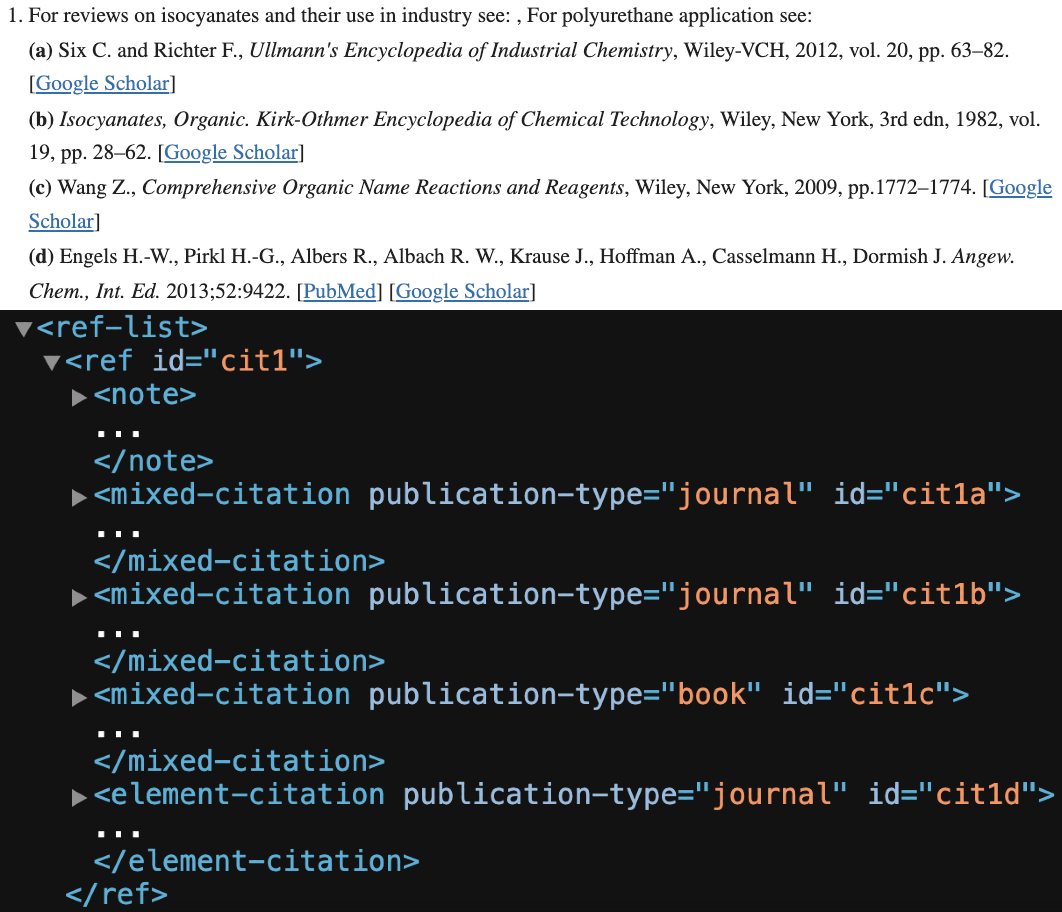 1. For reviews on isocyanates and their use in industry see: , For polyurethane application see:
(a) Six C. and Richter F., Ullmann's Encyclopedia of Industrial Chemistry, Wiley-VCH, 2012, vol. 20, pp. 63–82.
[Google Scholar]
(b) Isocyanates, Organic. Kirk-Othmer Encyclopedia of Chemical Technology, Wiley, New York, 3rd edn, 1982, vol.
19, pp. 28–62. [Google Scholar]
(c) Wang Z., Comprehensive Organic Name Reactions and Reagents, Wiley, New York, 2009, pp.1772–1774. [Google
Scholar]
(d) Engels H.-W., Pirkl H.-G., Albers R., Albach R. W., Krause J., Hoffman A., Casselmann H., Dormish J. Angew.
Chem., Int. Ed. 2013;52:9422. [PubMed] [Google Scholar]
▼<ref-list>
▼<ref id="cit1">
▶<note>
...
</note>
▶<mixed-citation publication-type="journal" id="cit1a">
...
</mixed-citation>
▶<mixed-citation publication-type="journal" id="cit1b">
...
</mixed-citation>
▶<mixed-citation publication-type="book" id="cit1c">
...
</mixed-citation>
▶<element-citation publication-type="journal" id="cit1d">
...
</element-citation>
</ref>